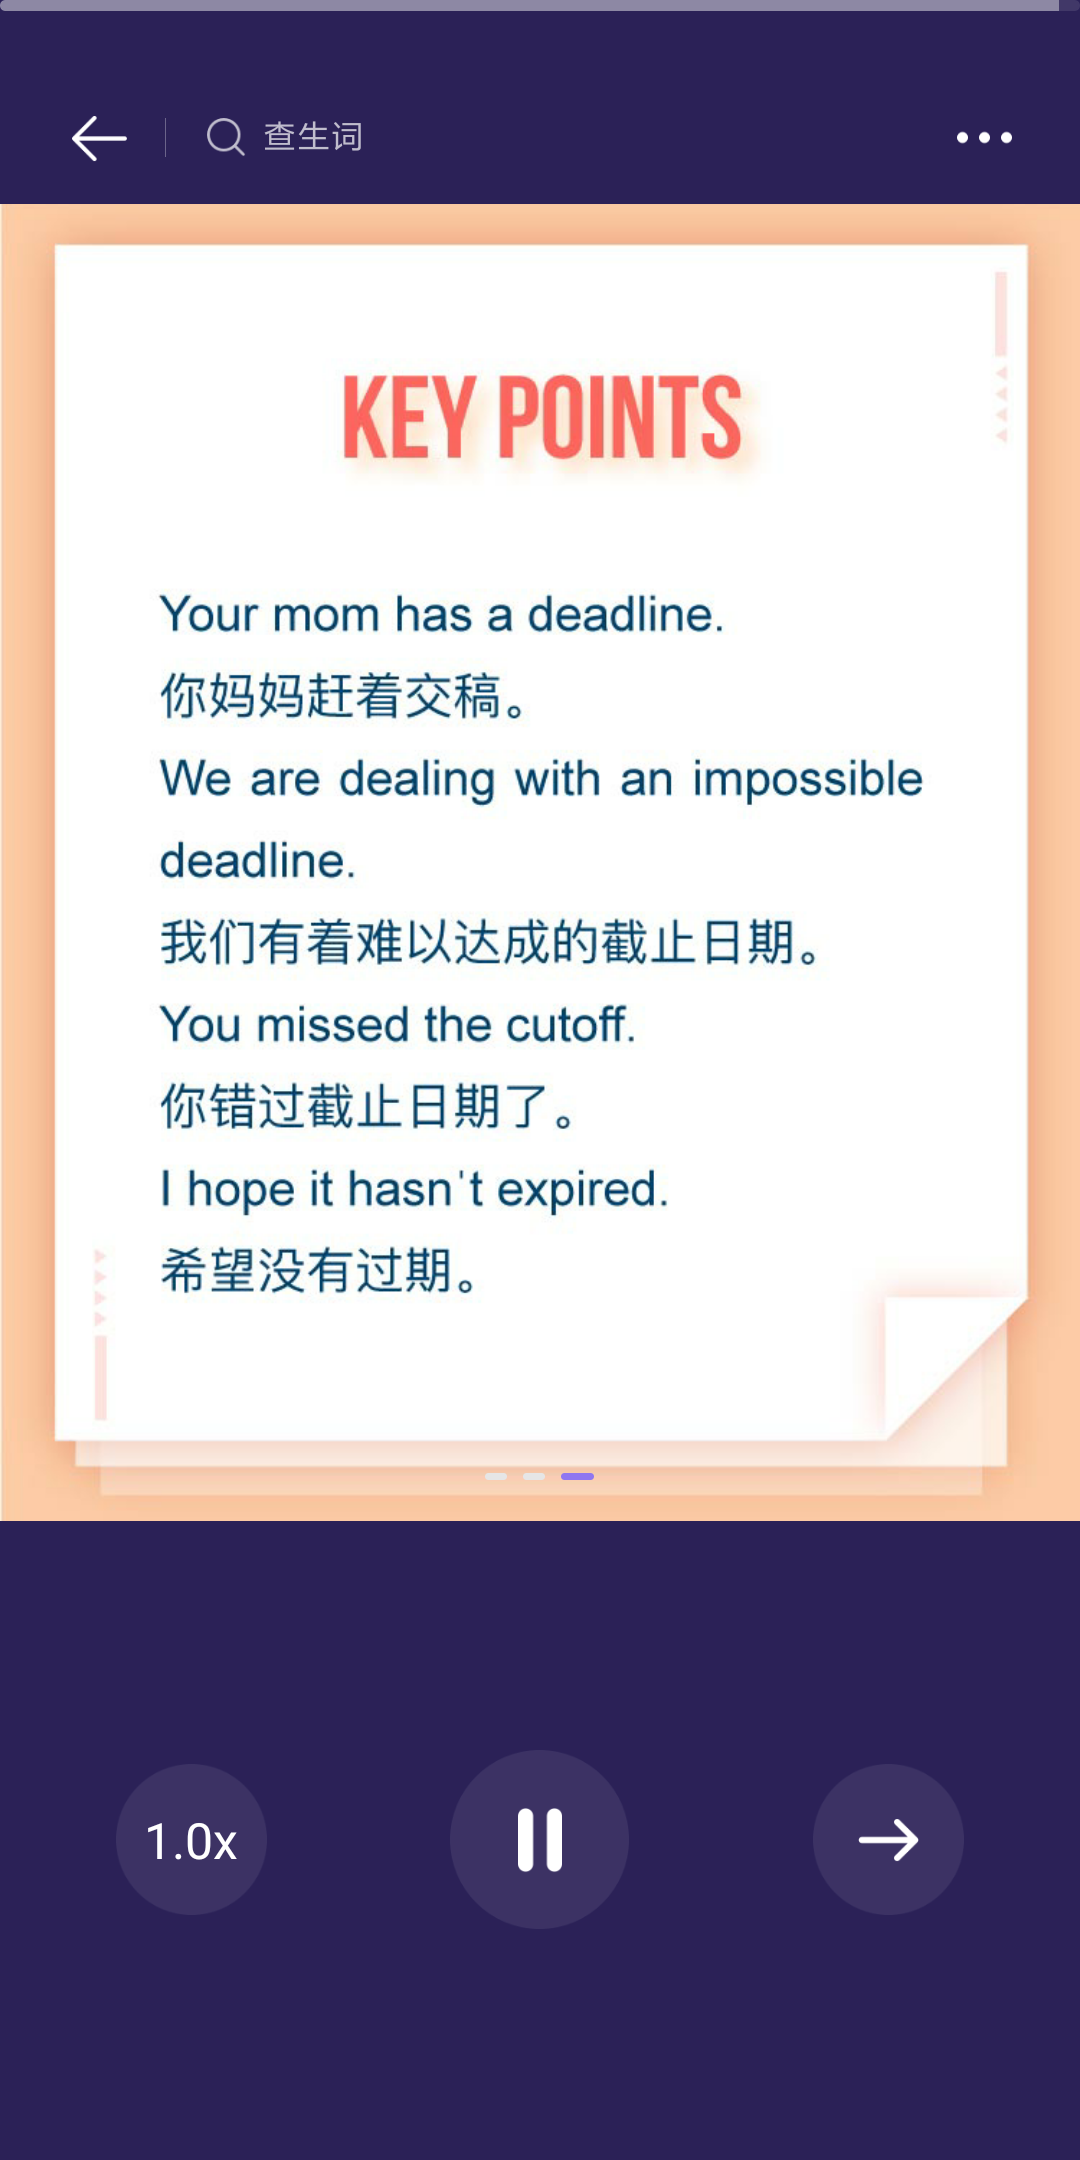 查生词
KEY POINTS
Your mom has a deadline.
你妈妈赶着交稿。
We are dealing with an impossible
deadline.
我们有着难以达成的截止日期。
You missed the cutoff.
你错过截止日期了。
I hope it hasn't expired.
希望没有过期。
1.0x